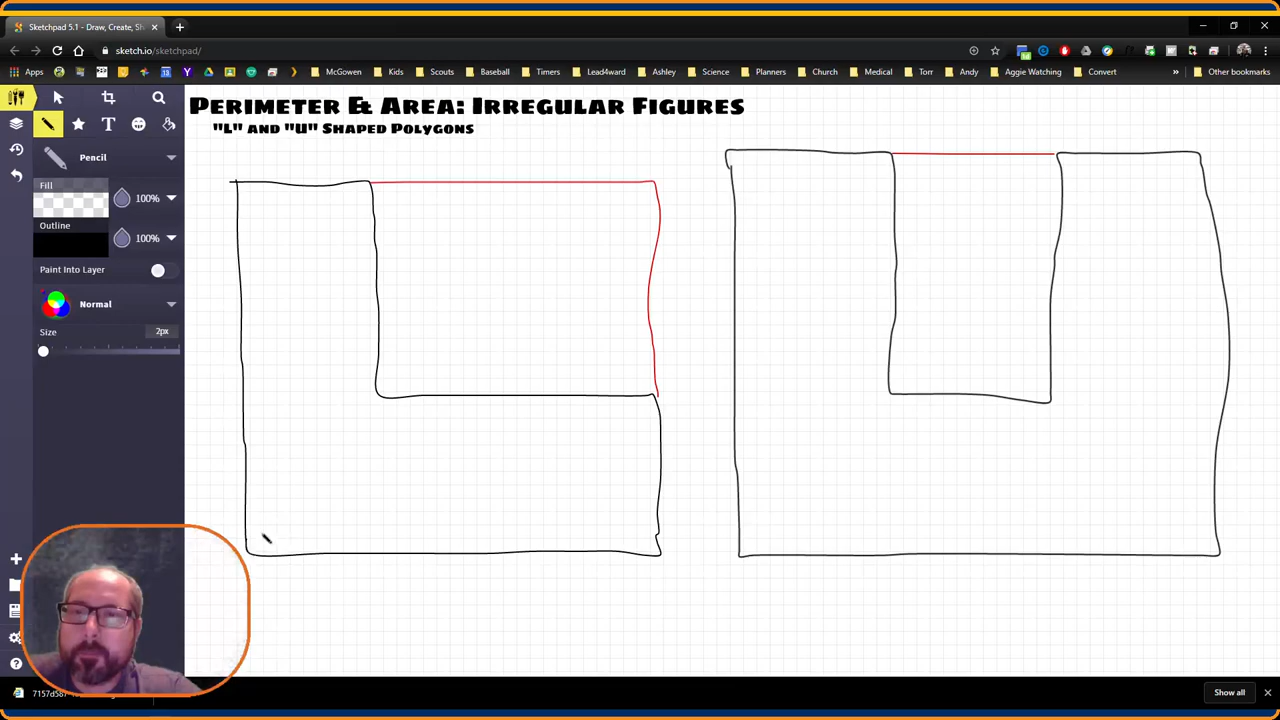 Sketchpad 5.1 - Draw, Create, Sh
sketch.io/sketchpad/
Apps
McGowen
Kids
Scouts
Baseball
Timers
Lead4ward
Ashley
Science
Planners
Church
Medical
Torr
Andy
Aggie Watching
Convert
»
Other bookmarks
Perimeter & Area: Irregular Figures
"L" and "U" Shaped Polygons
Pencil
Fill
100%
Outline
100%
Paint Into Layer
Normal
Size
2px
Show all